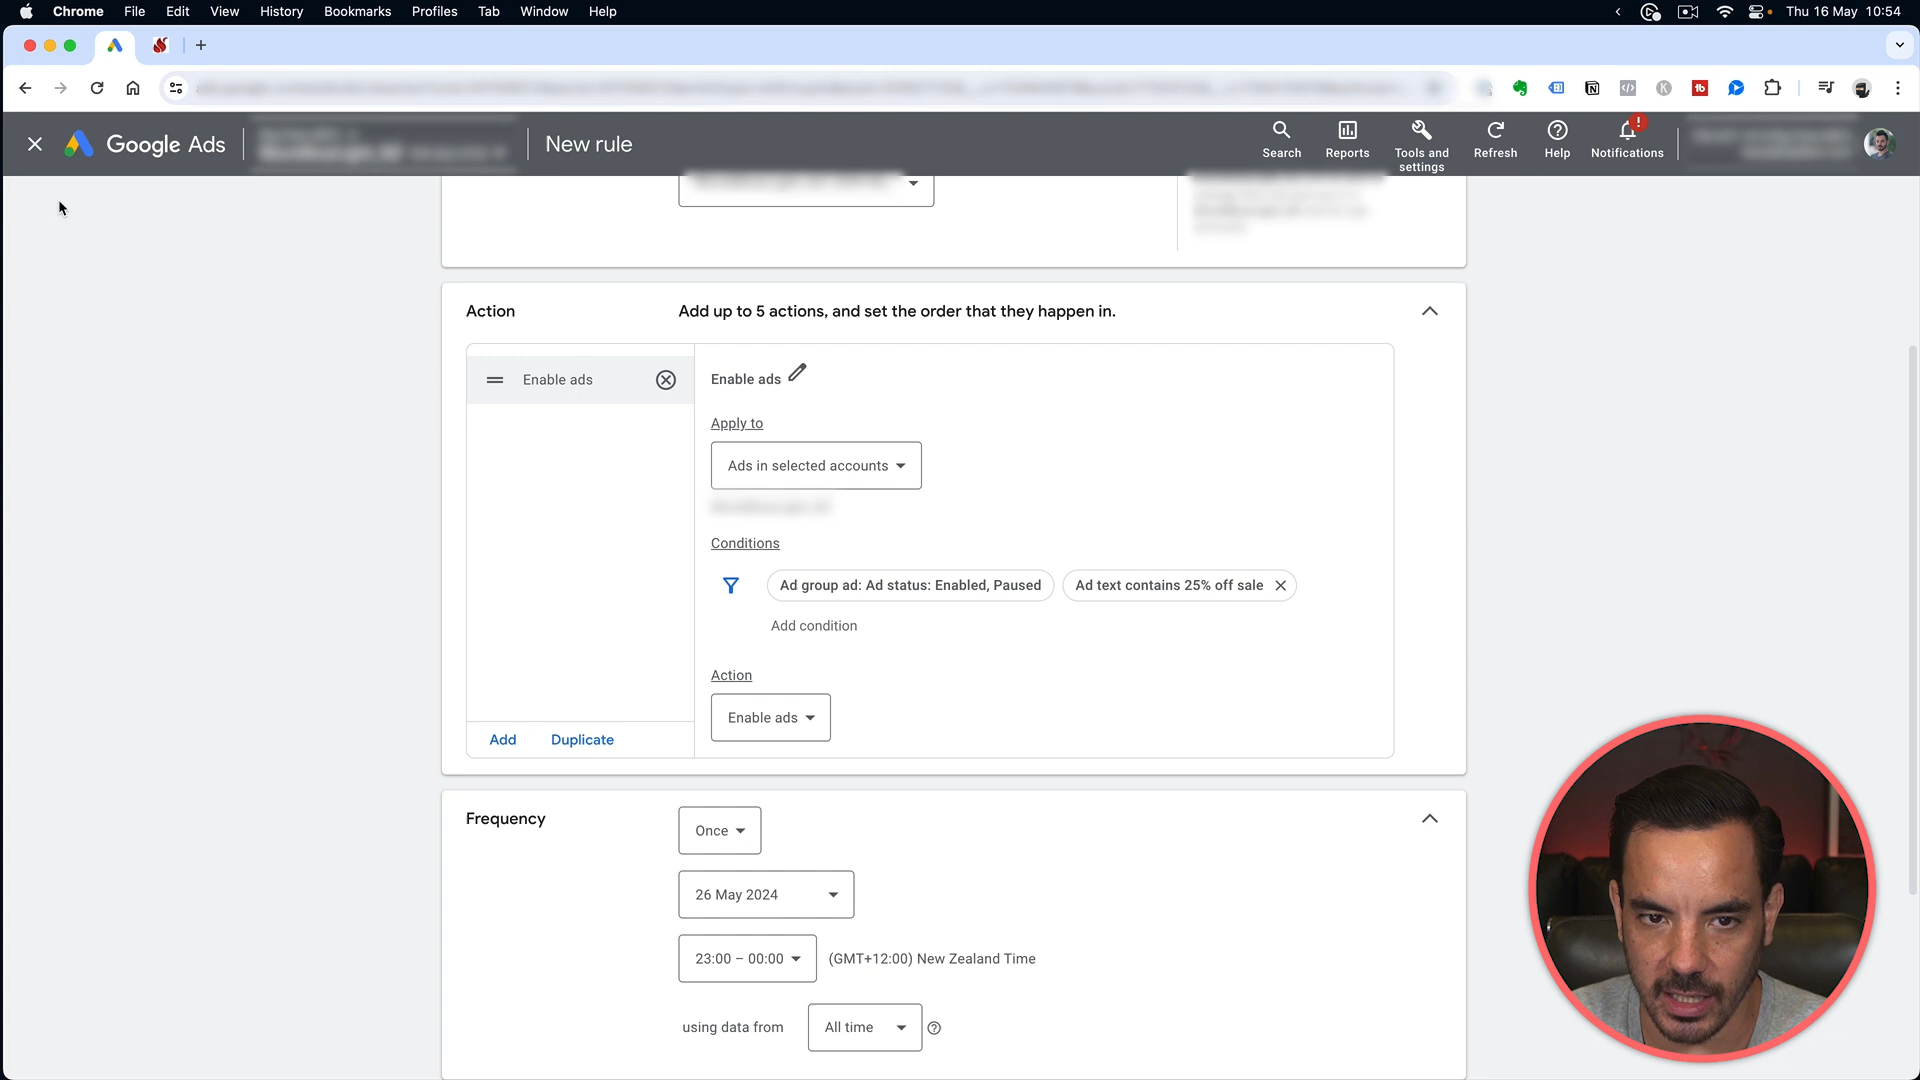 Chrome File Edit View History Bookmarks Profiles Tab Window Help
Thu 16 May 10:54
Google Ads
New rule
Search
Reports
Tools and settings
Refresh
Help
!
Notifications
Action
Add up to 5 actions, and set the order that they happen in.
Enable ads
Enable ads
Apply to
Ads in selected accounts
Conditions
Ad group ad: Ad status: Enabled, Paused
Ad text contains 25% off sale
Add condition
Action
Enable ads
Add
Duplicate
Frequency
Once
26 May 2024
23:00 – 00:00
(GMT+12:00) New Zealand Time
using data from
All time